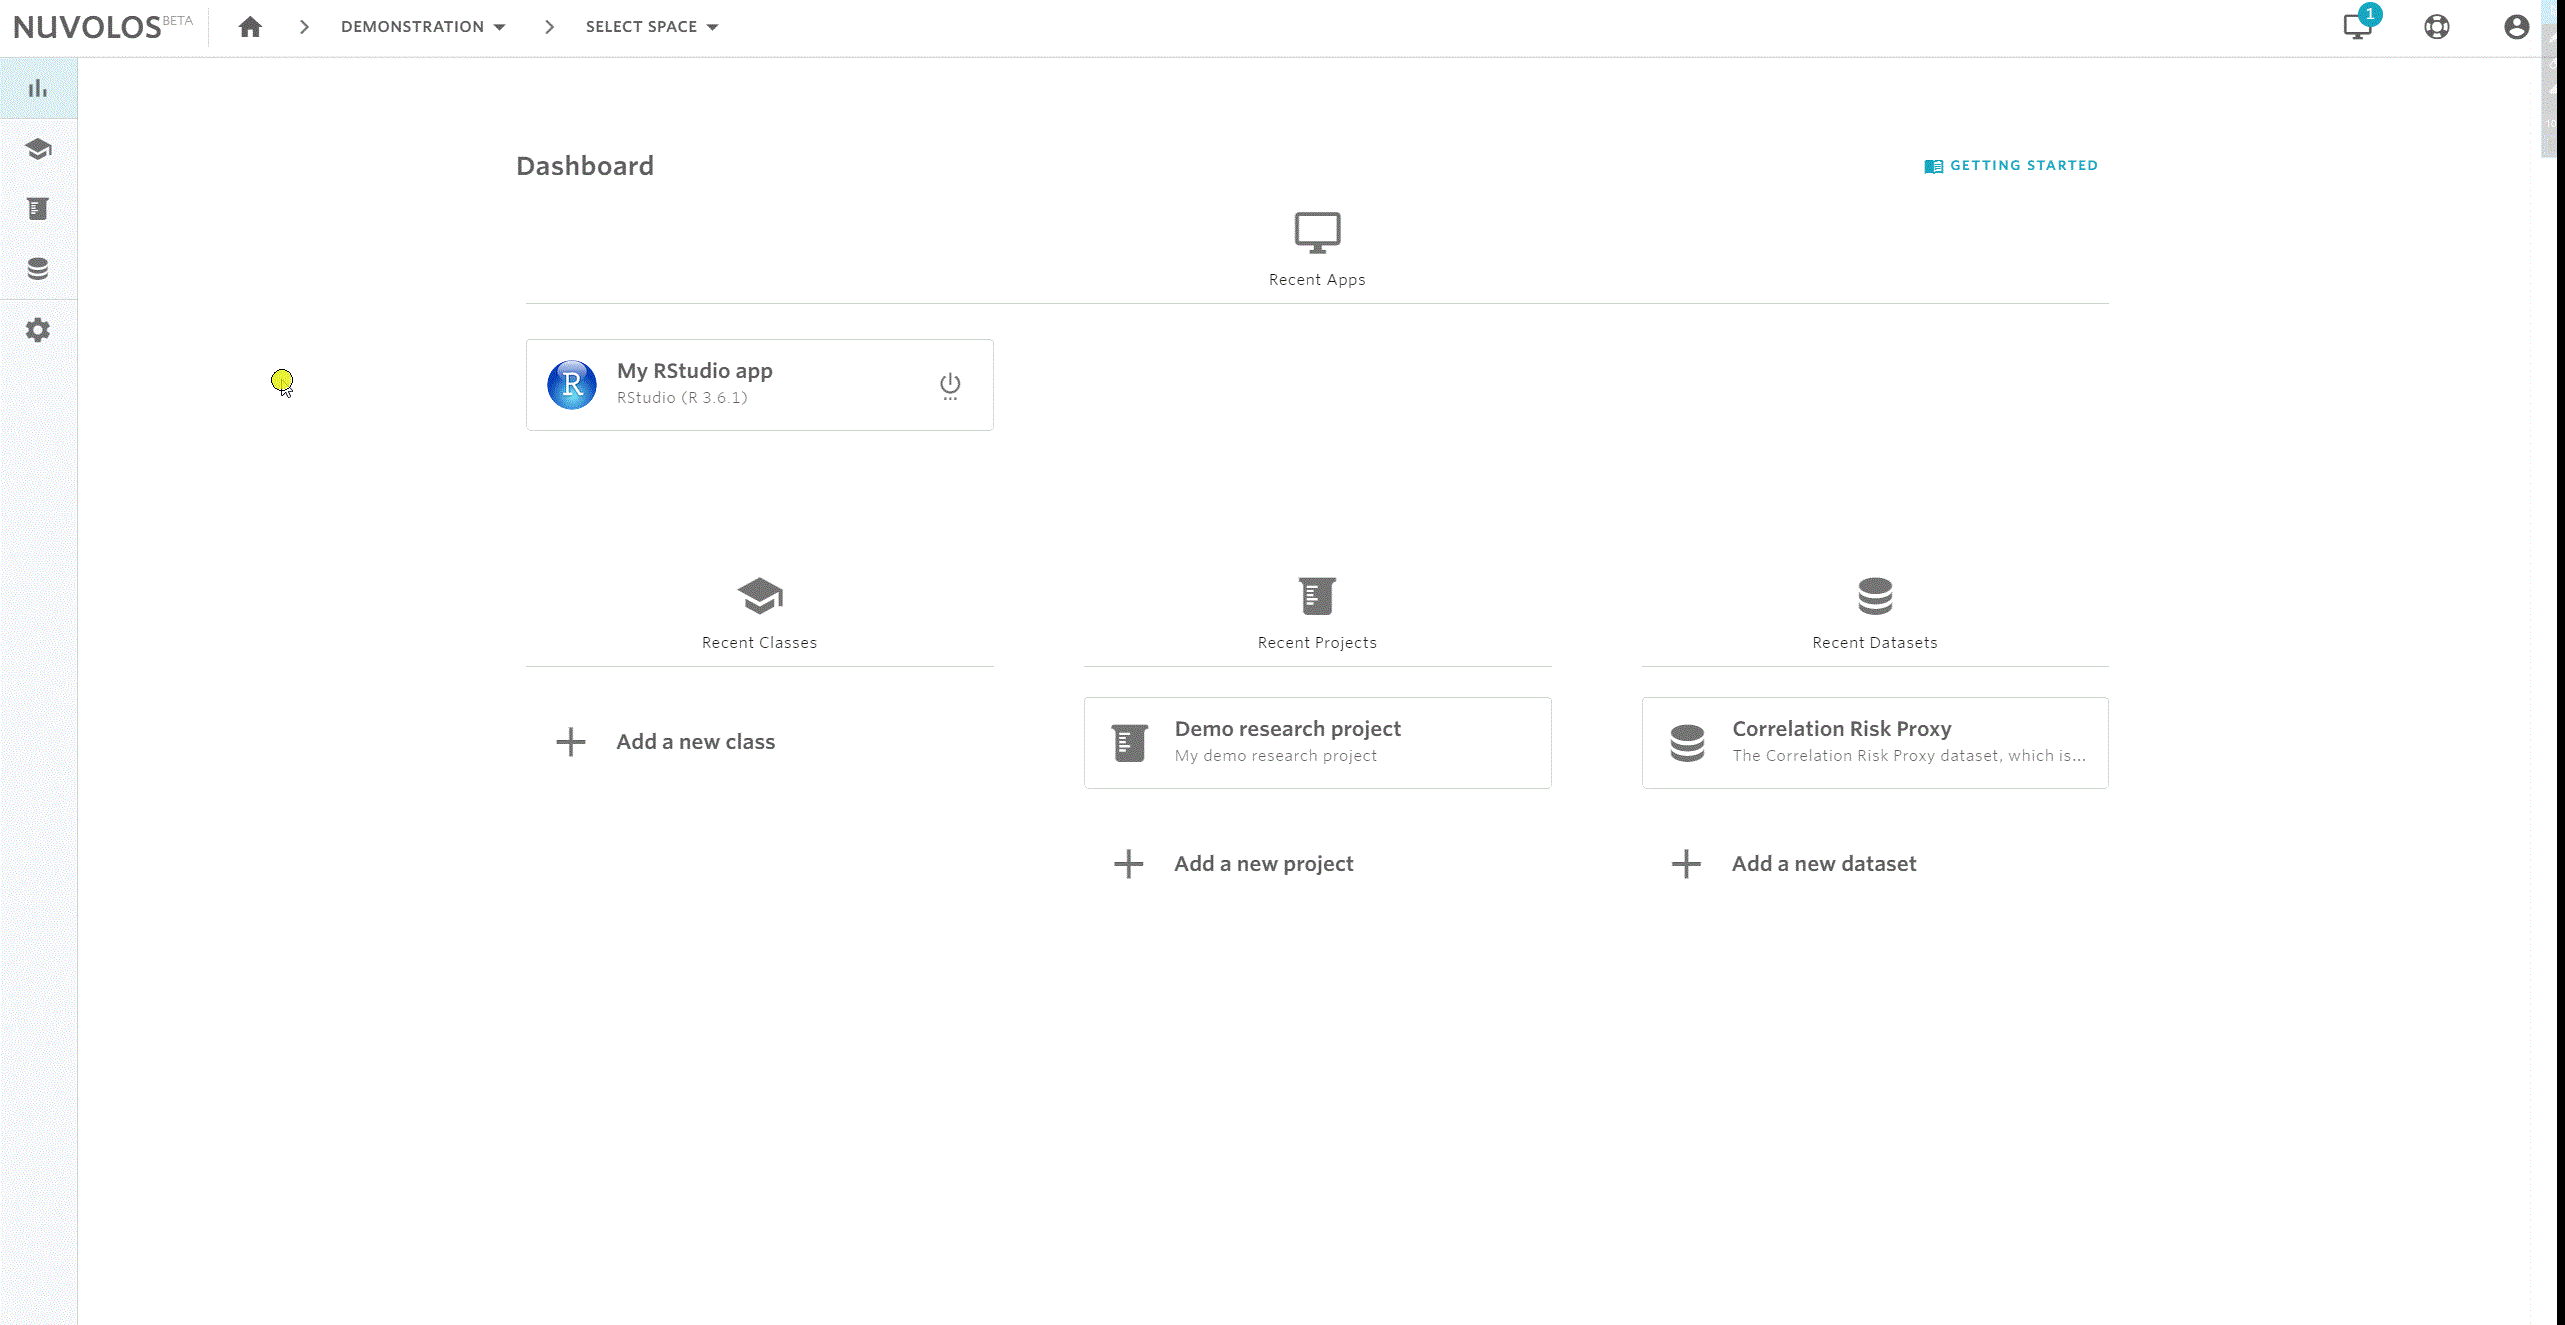 NUVOLOS BETA
DEMONSTRATION
SELECT SPACE
1
Dashboard
GETTING STARTED
Recent Apps
My RStudio app
RStudio (R 3.6.1)
R
Recent Classes
Recent Projects
Recent Datasets
Add a new class
Demo research project
My demo research project
Correlation Risk Proxy
The Correlation Risk Proxy dataset, which is...
Add a new project
Add a new dataset